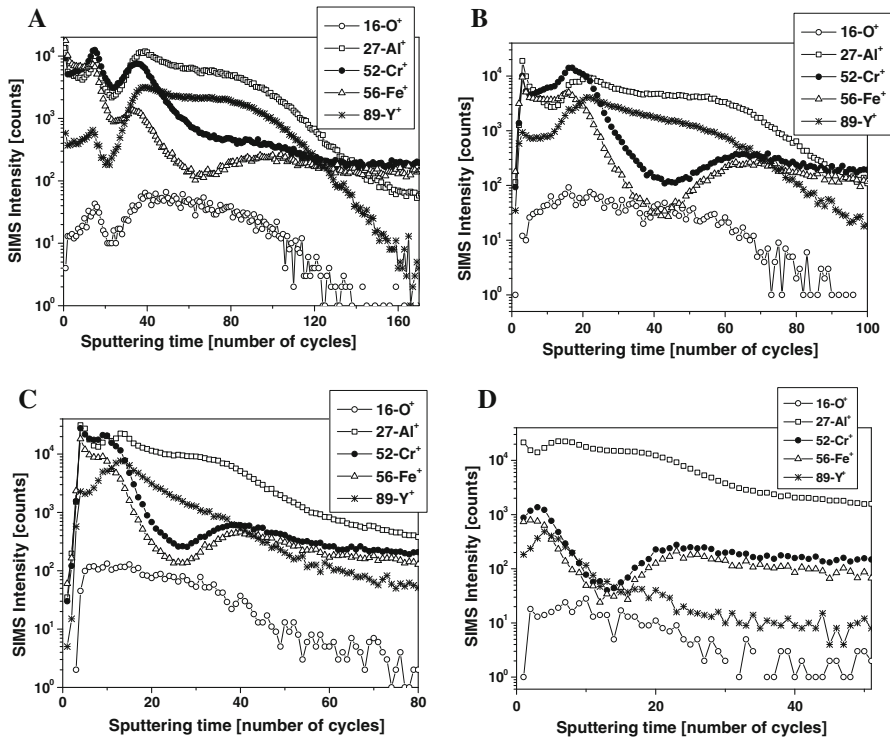 A
16-O+
27-Al+
52-Cr+
56-Fe+
89-Y+
SIMS Intensity [counts]
10^4
10^3
10^2
10^1
10^0
0 40 80 120 160
Sputtering time [number of cycles]
B
16-O+
27-Al+
52-Cr+
56-Fe+
89-Y+
SIMS Intensity [counts]
10^5
10^4
10^3
10^2
10^1
10^0
0 20 40 60 80 100
Sputtering time [number of cycles]
C
16-O+
27-Al+
52-Cr+
56-Fe+
89-Y+
SIMS Intensity [counts]
10^4
10^3
10^2
10^1
10^0
0 20 40 60 80
Sputtering time [number of cycles]
D
16-O+
27-Al+
52-Cr+
56-Fe+
89-Y+
SIMS Intensity [counts]
10^4
10^3
10^2
10^1
10^0
0 20 40
Sputtering time [number of cycles]